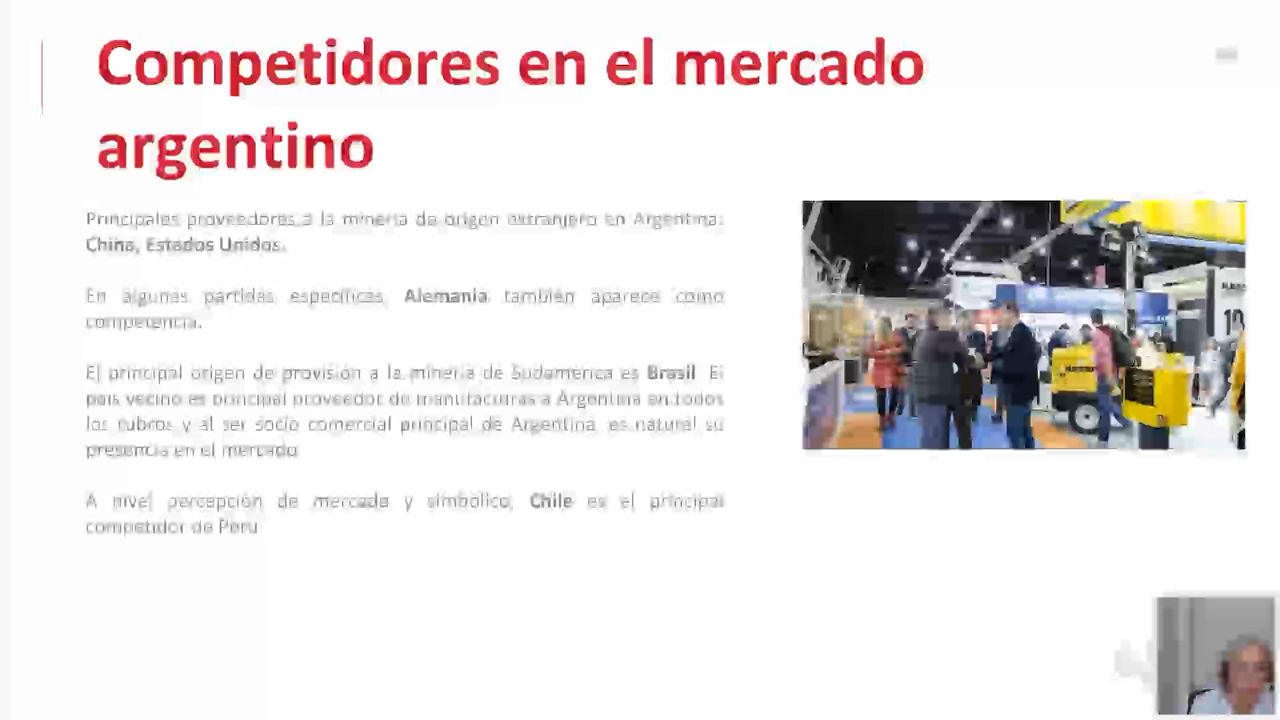 Competidores en el mercado
argentino
Principales proveedores a la minería de origen extranjero en Argentina:
China, Estados Unidos.
En algunas partidas específicas, Alemania también aparece como
competencia.
El principal origen de provisión a la minería de Sudamérica es Brasil. El
país vecino es principal proveedor de manufacturas a Argentina en todos
los rubros y al ser socio comercial principal de Argentina, es natural su
presencia en el mercado.
A nivel percepción de mercado y simbólico, Chile es el principal
competidor de Perú